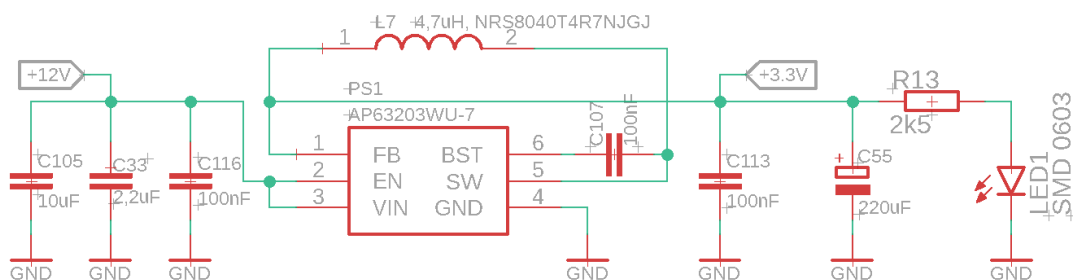 L7 4,7uH, NRS8040T4R7NJGJ
1 2
+12V
+3.3V
PS1
AP63203WU-7
R13
2k5
C107
100nF
1 FB BST 6
2 EN SW 5
3 VIN GND 4
C105
10uF
C33
2,2uF
C116
100nF
C113
100nF
+
C55
220uF
LED1
SMD 0603
GND GND GND GND GND GND GND